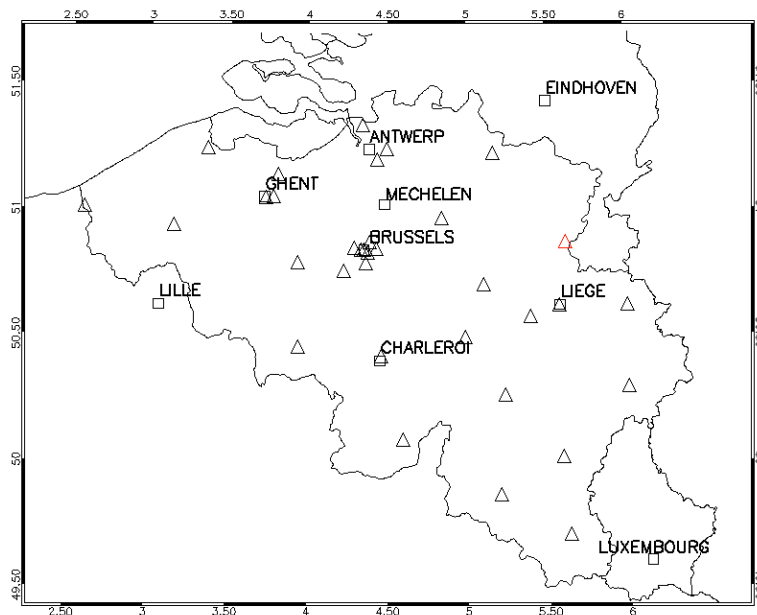 2.50 3 3.50 4 4.50 5 5.50 6
51.50
EINDHOVEN
ANTWERP
GHENT
MECHELEN
51
BRUSSELS
LILLE
LIEGE
50.50
CHARLEROI
50
LUXEMBOURG
49.50
2.50 3 3.50 4 4.50 5 5.50 6